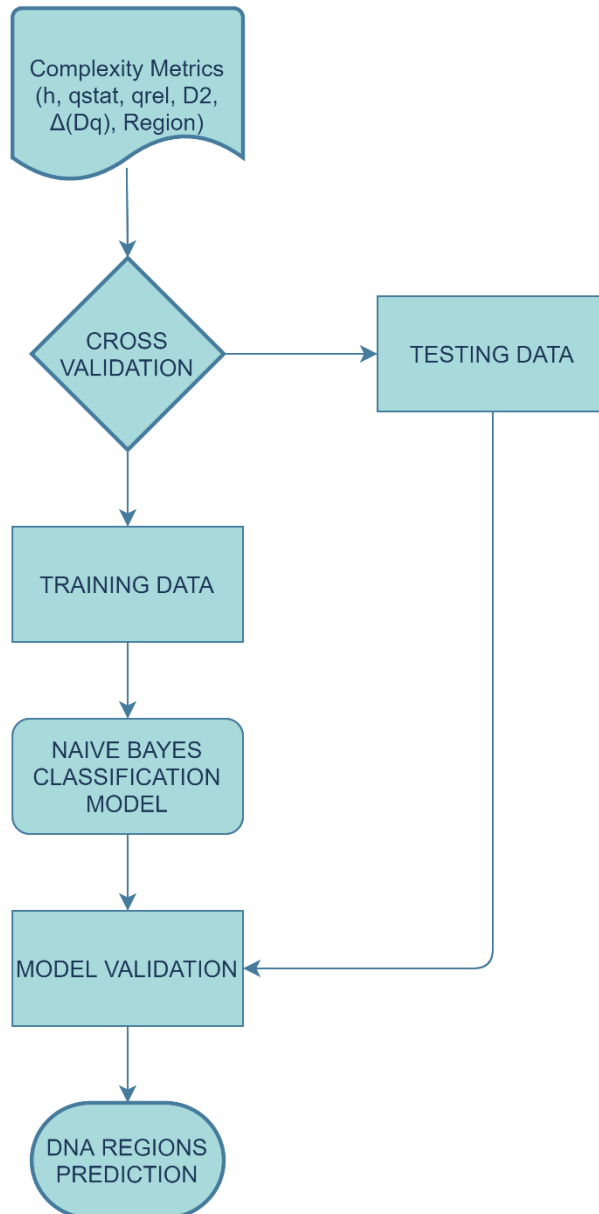 Complexity Metrics
(h, qstat, qrel, D2,
Δ(Dq), Region)
CROSS
VALIDATION
TESTING DATA
TRAINING DATA
NAIVE BAYES
CLASSIFICATION
MODEL
MODEL VALIDATION
DNA REGIONS
PREDICTION